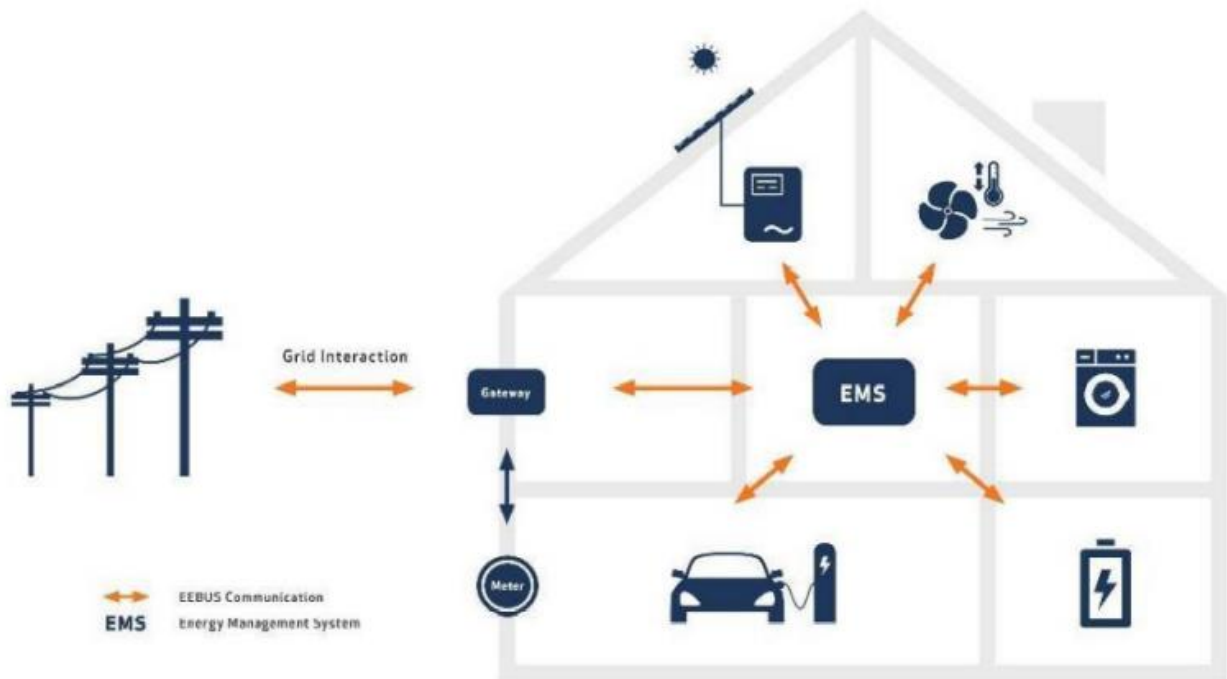 Grid Interaction
Gateway
EMS
Meter
EEBUS Communication
EMS Energy Management System